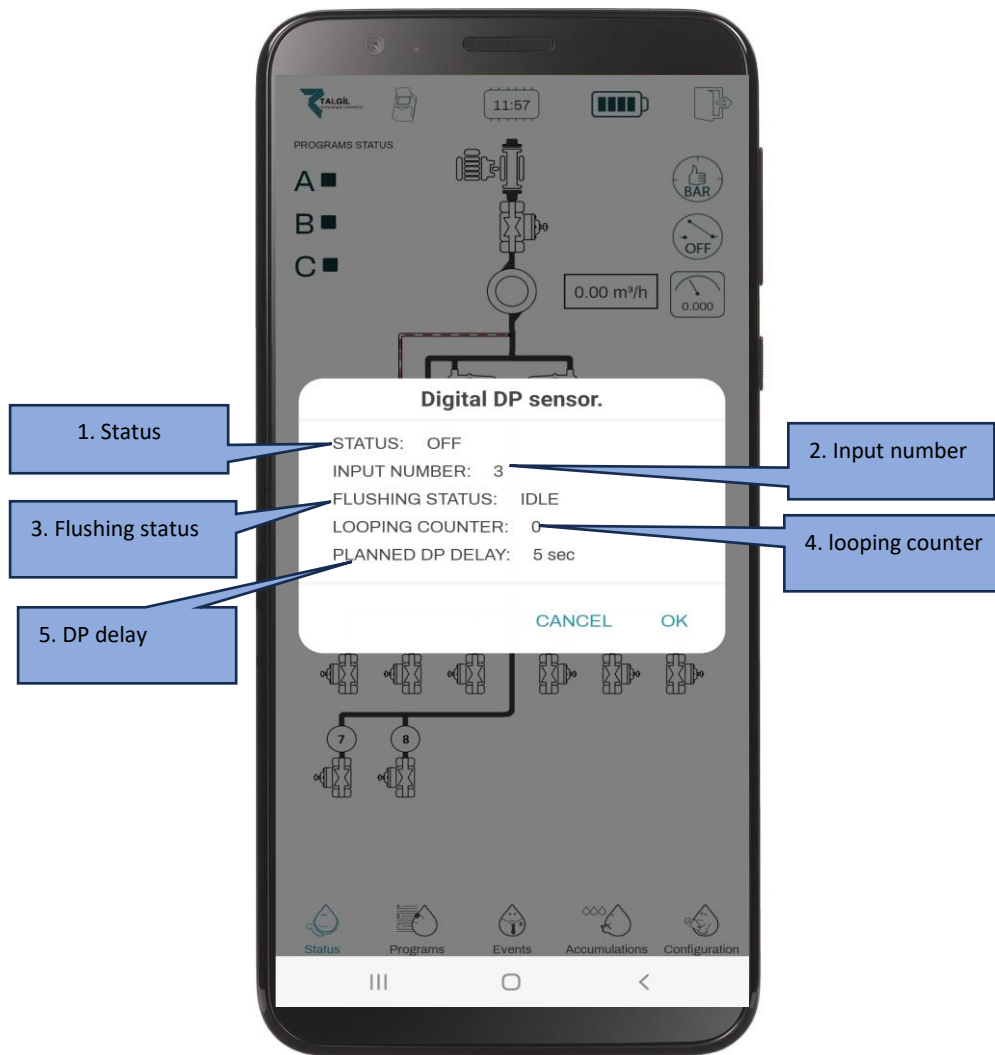 TALGIL
11:57
PROGRAMS STATUS
A
B
C
BAR
OFF
0.00 m³/h
0.000
Digital DP sensor.
STATUS: OFF
INPUT NUMBER: 3
FLUSHING STATUS: IDLE
LOOPING COUNTER: 0
PLANNED DP DELAY: 5 sec
CANCEL OK
1. Status
2. Input number
3. Flushing status
4. looping counter
5. DP delay
7 8
Status Programs Events Accumulations Configuration